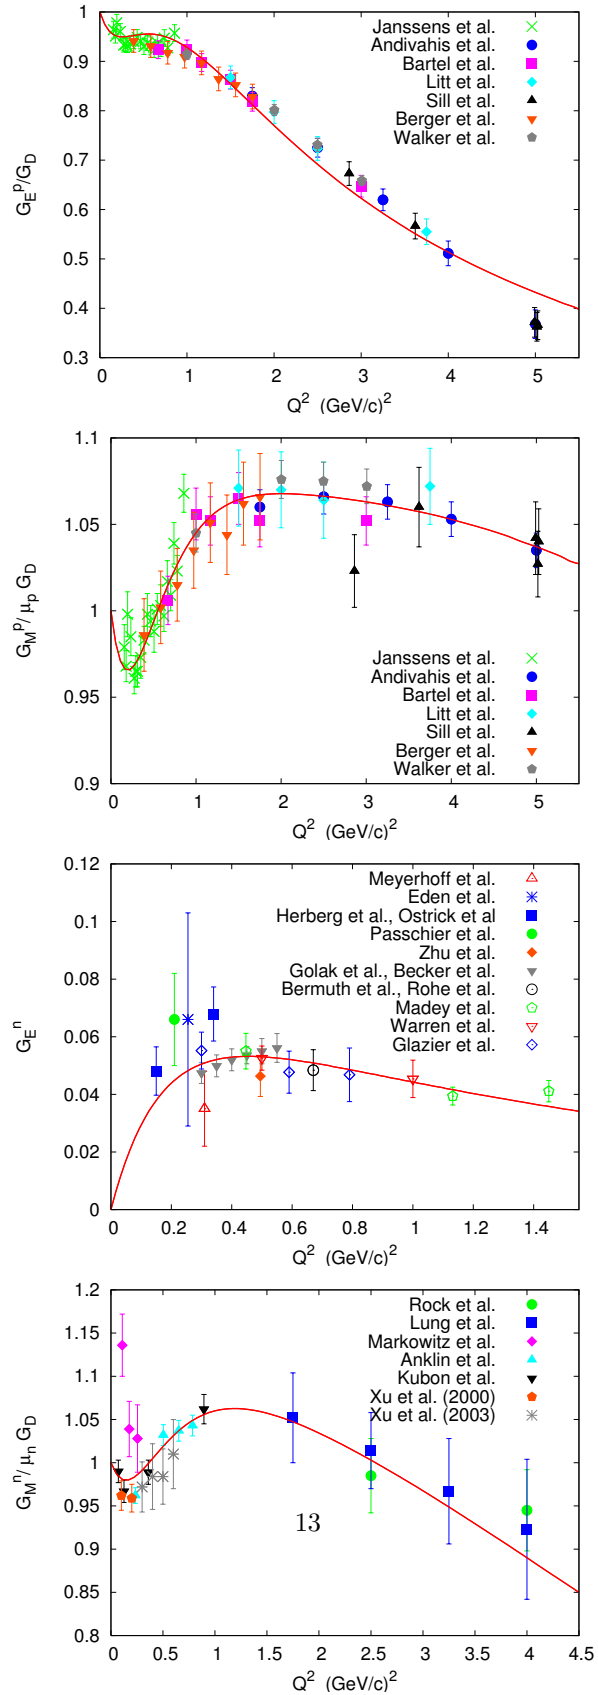 1
0.9
0.8
0.7
0.6
0.5
0.4
0.3
G_E^p/G_D
Janssens et al.
Andivahis et al.
Bartel et al.
Litt et al.
Sill et al.
Berger et al.
Walker et al.
0 1 2 3 4 5
Q^2 (GeV/c)^2
1.1
1.05
1
0.95
0.9
G_M^p/ μ_p G_D
Janssens et al.
Andivahis et al.
Bartel et al.
Litt et al.
Sill et al.
Berger et al.
Walker et al.
0 1 2 3 4 5
Q^2 (GeV/c)^2
0.12
0.1
0.08
0.06
0.04
0.02
0
G_E^n
Meyerhoff et al.
Eden et al.
Herberg et al., Ostrick et al
Passchier et al.
Zhu et al.
Golak et al., Becker et al.
Bermuth et al., Rohe et al.
Madey et al.
Warren et al.
Glazier et al.
0 0.2 0.4 0.6 0.8 1 1.2 1.4
Q^2 (GeV/c)^2
1.2
1.15
1.1
1.05
1
0.95
0.9
0.85
0.8
G_M^n/ μ_n G_D
Rock et al.
Lung et al.
Markowitz et al.
Anklin et al.
Kubon et al.
Xu et al. (2000)
Xu et al. (2003)
13
0 0.5 1 1.5 2 2.5 3 3.5 4 4.5
Q^2 (GeV/c)^2